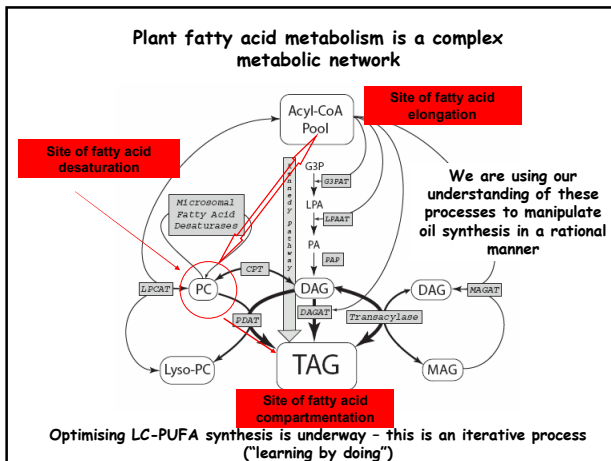 Plant fatty acid metabolism is a complex
metabolic network
Acyl-CoA
Pool
Site of fatty acid
elongation
Site of fatty acid
desaturation
Kennedy pathway
G3P
G3PAT
LPA
LPAAT
PA
PAP
We are using our
understanding of these
processes to manipulate
oil synthesis in a rational
manner
Microsomal
Fatty Acid
Desaturases
CPT
LPCAT
PC
DAG
DAG
MAGAT
PDAT
DAGAT
Transacylase
Lyso-PC
TAG
MAG
Site of fatty acid
compartmentation
Optimising LC-PUFA synthesis is underway – this is an iterative process
("learning by doing")